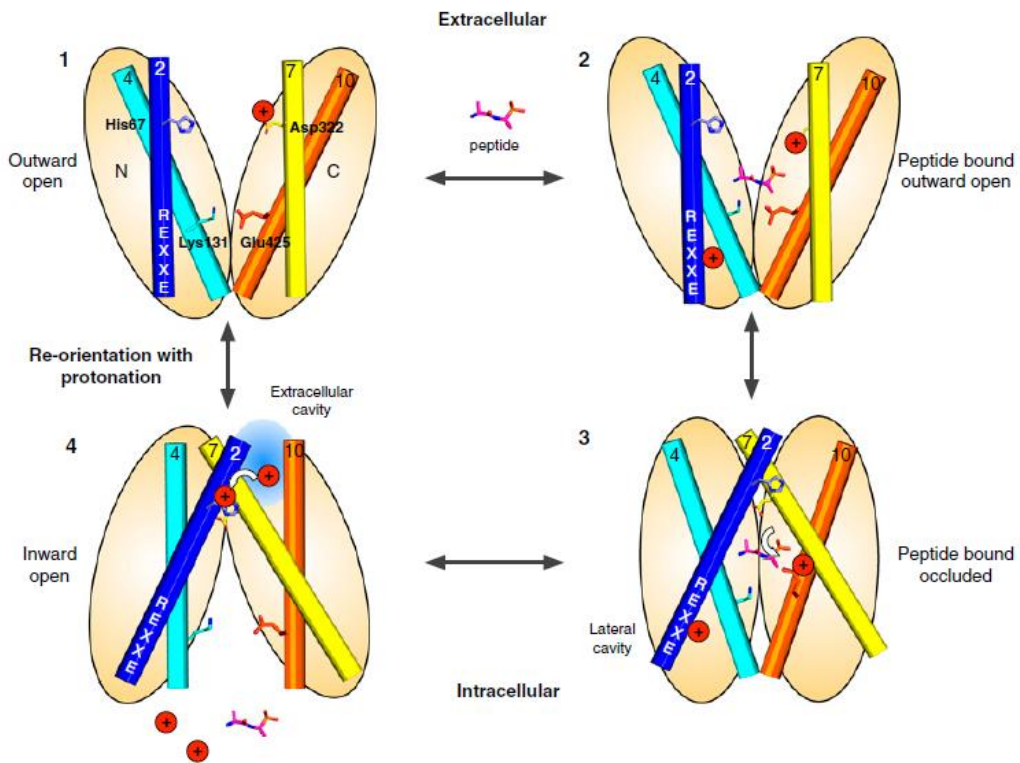 Extracellular
1
4
2
7
10
His67
+
Asp322
Outward
open
N
C
REXXE
Lys131
Glu425
peptide
2
4
2
7
10
+
Peptide bound
outward open
REXXE
+
Re-orientation with
protonation
Extracellular
cavity
4
4
7
2
10
+
+
Inward
open
REXXE
+
+
3
4
7
2
10
+
Peptide bound
occluded
REXXE
+
Lateral
cavity
Intracellular